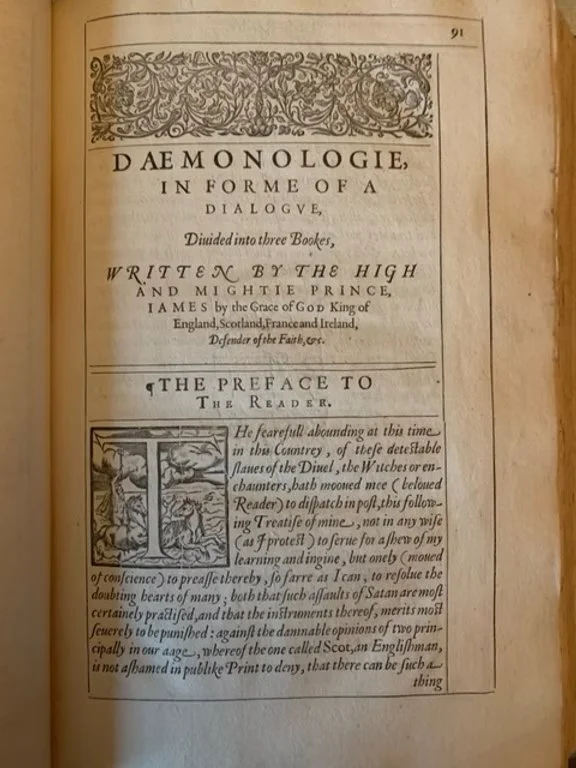 91
DAEMONOLOGIE,
IN FORME OF A
DIALOGVE,
Diuided into three Bookes,
WRITTEN BY THE HIGH
AND MIGHTIE PRINCE,
IAMES by the Grace of GOD King of
England, Scotland, France and Ireland,
Defender of the Faith, &c.
¶THE PREFACE TO
THE READER.
THe fearefull abounding at this time
in this Countrey, of theſe deteſtable
ſlaues of the Diuel, the Witches or en-
chaunters, hath mooued mee (beloued
Reader) to diſpatch in poſt, this follow-
ing Treatiſe of mine, not in any wiſe
(as I proteſt) to ſerue for a ſhew of my
learning and ingine, but onely (moued
of conſcience) to preaſſe thereby, ſo farre as I can, to reſolue the
doubting hearts of many; both that ſuch aſſaults of Satan are moſt
certainely practiſed, and that the inſtruments thereof, merits moſt
ſeuerely to be puniſhed: againſt the damnable opinions of two prin-
cipally in our aage, whereof the one called Scot, an Engliſhman,
is not aſhamed in publike Print to deny, that there can be ſuch a
thing